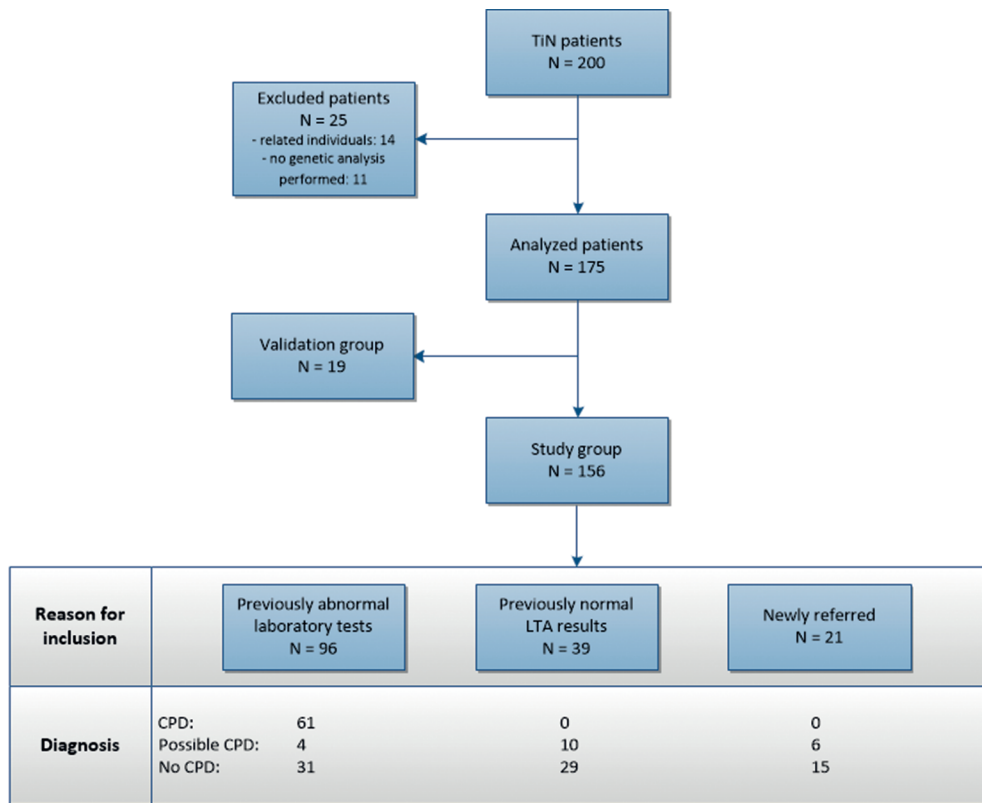 TiN patients
N = 200
Excluded patients
N = 25
- related individuals: 14
- no genetic analysis
performed: 11
Analyzed patients
N = 175
Validation group
N = 19
Study group
N = 156
Reason for
inclusion
Previously abnormal
laboratory tests
N = 96
Previously normal
LTA results
N = 39
Newly referred
N = 21
Diagnosis
CPD: 61 0 0
Possible CPD: 4 10 6
No CPD: 31 29 15